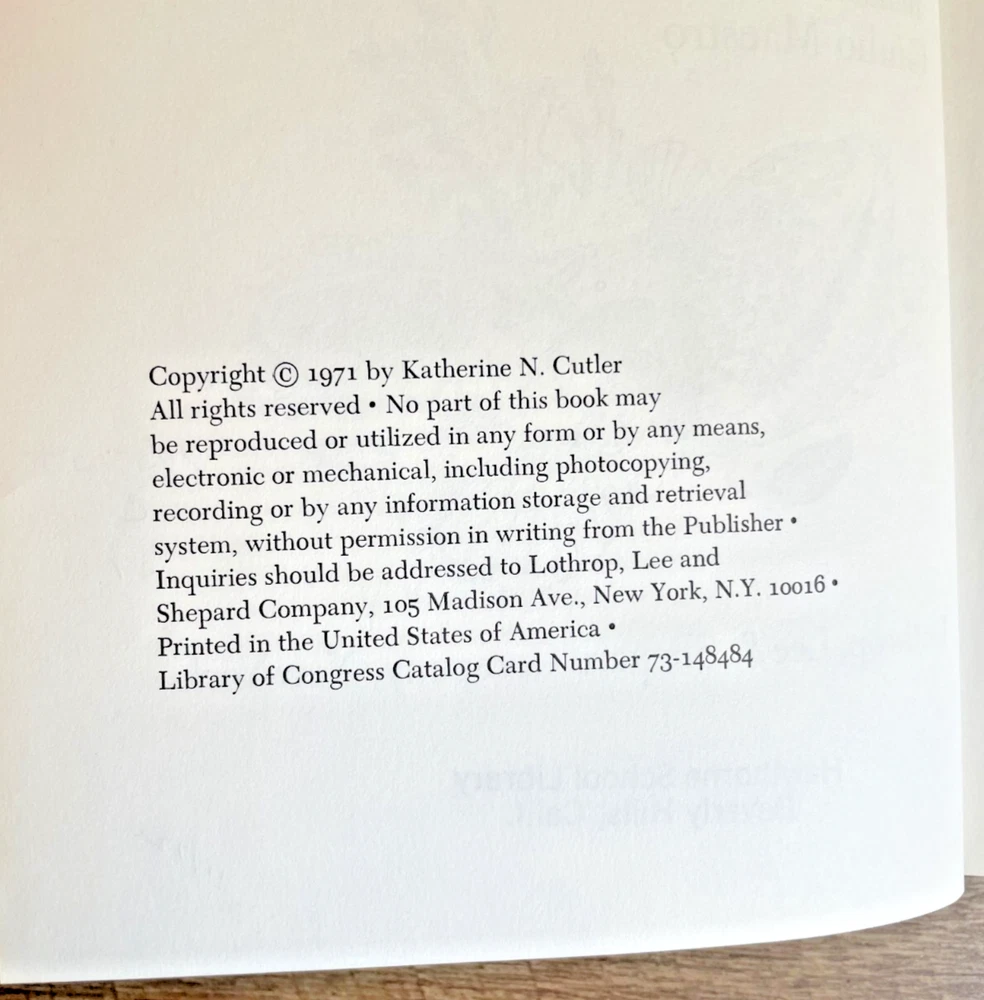 Copyright © 1971 by Katherine N. Cutler
All rights reserved • No part of this book may
be reproduced or utilized in any form or by any means,
electronic or mechanical, including photocopying,
recording or by any information storage and retrieval
system, without permission in writing from the Publisher •
Inquiries should be addressed to Lothrop, Lee and
Shepard Company, 105 Madison Ave., New York, N.Y. 10016 •
Printed in the United States of America •
Library of Congress Catalog Card Number 73-148484